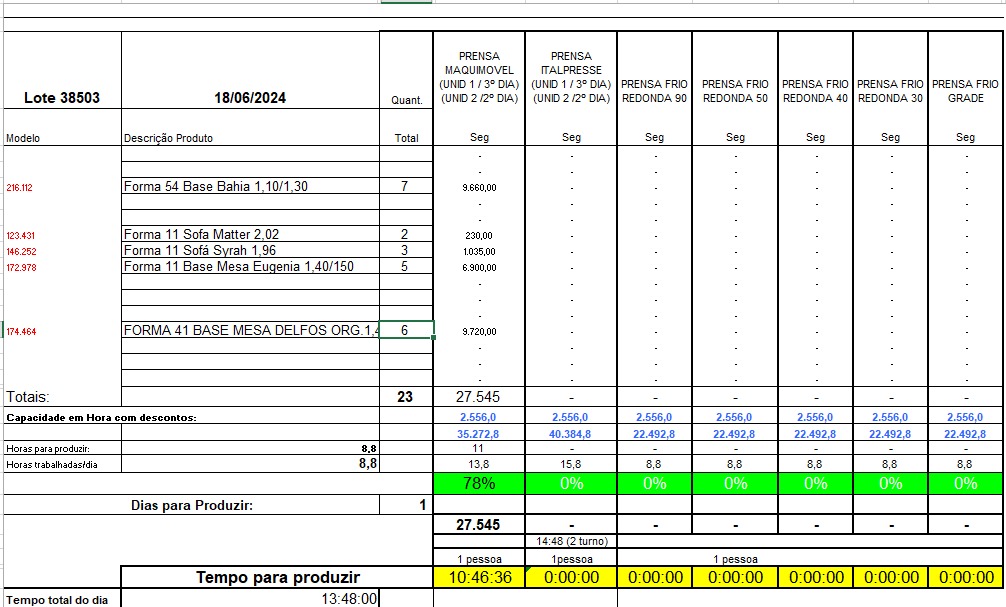 PRENSA MAQUIMOVEL (UNID 1 / 3º DIA) (UNID 2 /2º DIA) PRENSA ITALPRESSE (UNID 1 / 3º DIA) (UNID 2 /2º DIA) PRENSA FRIO REDONDA 90 PRENSA FRIO REDONDA 50 PRENSA FRIO REDONDA 40 PRENSA FRIO REDONDA 30 PRENSA FRIO GRADE
Lote 38503 18/06/2024 Quant.
Modelo Descrição Produto Total Seg Seg Seg Seg Seg Seg Seg
- - - - - - -
- - - - - - -
216.112 Forma 54 Base Bahia 1,10/1,30 7 9.660,00 - - - - - -
- - - - - - -
- - - - - - -
123.431 Forma 11 Sofa Matter 2,02 2 230,00 - - - - - -
146.252 Forma 11 Sofá Syrah 1,96 3 1.035,00 - - - - - -
172.978 Forma 11 Base Mesa Eugenia 1,40/150 5 6.900,00 - - - - - -
- - - - - - -
- - - - - - -
- - - - - - -
174.464 FORMA 41 BASE MESA DELFOS ORG.1,4 6 9.720,00 - - - - - -
- - - - - - -
- - - - - - -
- - - - - - -
Totais: 23 27.545 - - - - - -
Capacidade em Hora com descontos: 2.556,0 2.556,0 2.556,0 2.556,0 2.556,0 2.556,0 2.556,0
35.272,8 40.384,8 22.492,8 22.492,8 22.492,8 22.492,8 22.492,8
Horas para produzir: 8,8 11 - - - - - -
Horas trabalhadas/dia 8,8 13,8 15,8 8,8 8,8 8,8 8,8 8,8
78% 0% 0% 0% 0% 0% 0%
Dias para Produzir: 1
27.545 - - - - - -
14:48 (2 turno)
1 pessoa 1pessoa 1 pessoa
Tempo para produzir 10:46:36 0:00:00 0:00:00 0:00:00 0:00:00 0:00:00 0:00:00
Tempo total do dia 13:48:00